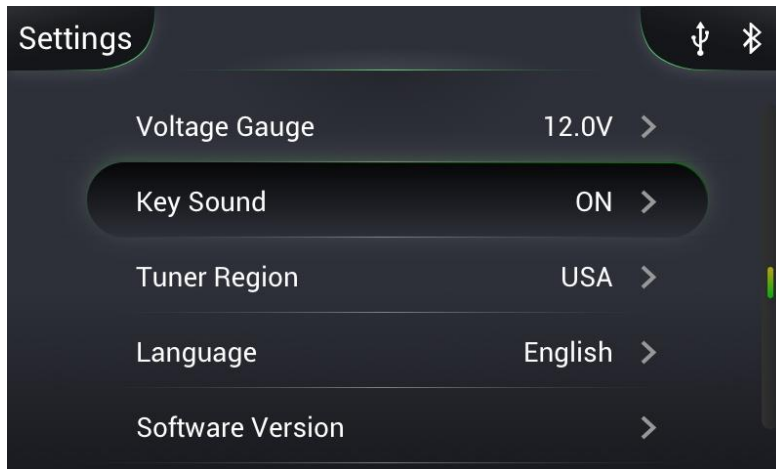 Settings
Voltage Gauge 12.0V
Key Sound ON
Tuner Region USA
Language English
Software Version